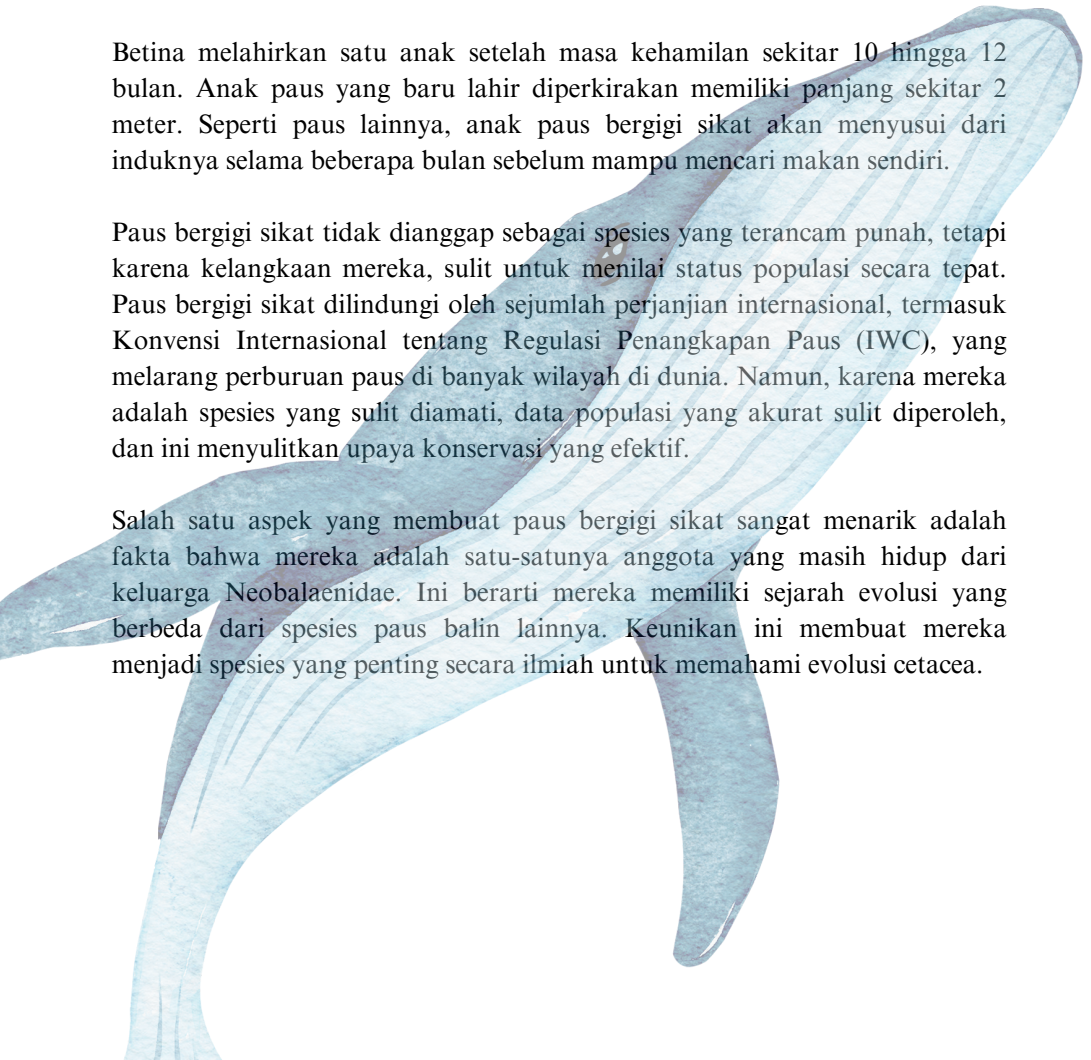 Betina melahirkan satu anak setelah masa kehamilan sekitar 10 hingga 12
bulan. Anak paus yang baru lahir diperkirakan memiliki panjang sekitar 2
meter. Seperti paus lainnya, anak paus bergigi sikat akan menyusui dari
induknya selama beberapa bulan sebelum mampu mencari makan sendiri.
Paus bergigi sikat tidak dianggap sebagai spesies yang terancam punah, tetapi
karena kelangkaan mereka, sulit untuk menilai status populasi secara tepat.
Paus bergigi sikat dilindungi oleh sejumlah perjanjian internasional, termasuk
Konvensi Internasional tentang Regulasi Penangkapan Paus (IWC), yang
melarang perburuan paus di banyak wilayah di dunia. Namun, karena mereka
adalah spesies yang sulit diamati, data populasi yang akurat sulit diperoleh,
dan ini menyulitkan upaya konservasi yang efektif.
Salah satu aspek yang membuat paus bergigi sikat sangat menarik adalah
fakta bahwa mereka adalah satu-satunya anggota yang masih hidup dari
keluarga Neobalaenidae. Ini berarti mereka memiliki sejarah evolusi yang
berbeda dari spesies paus balin lainnya. Keunikan ini membuat mereka
menjadi spesies yang penting secara ilmiah untuk memahami evolusi cetacea.